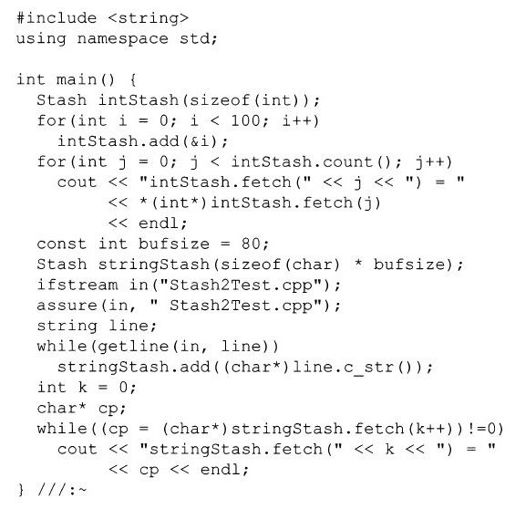 #include <string>
using namespace std;

int main() {
  Stash intStash(sizeof(int));
  for(int i = 0; i < 100; i++)
    intStash.add(&i);
  for(int j = 0; j < intStash.count(); j++)
    cout << "intStash.fetch(" << j << ") = "
         << *(int*)intStash.fetch(j)
         << endl;
  const int bufsize = 80;
  Stash stringStash(sizeof(char) * bufsize);
  ifstream in("Stash2Test.cpp");
  assure(in, " Stash2Test.cpp");
  string line;
  while(getline(in, line))
    stringStash.add((char*)line.c_str());
  int k = 0;
  char* cp;
  while((cp = (char*)stringStash.fetch(k++))!=0)
    cout << "stringStash.fetch(" << k << ") = "
         << cp << endl;
} ///:~